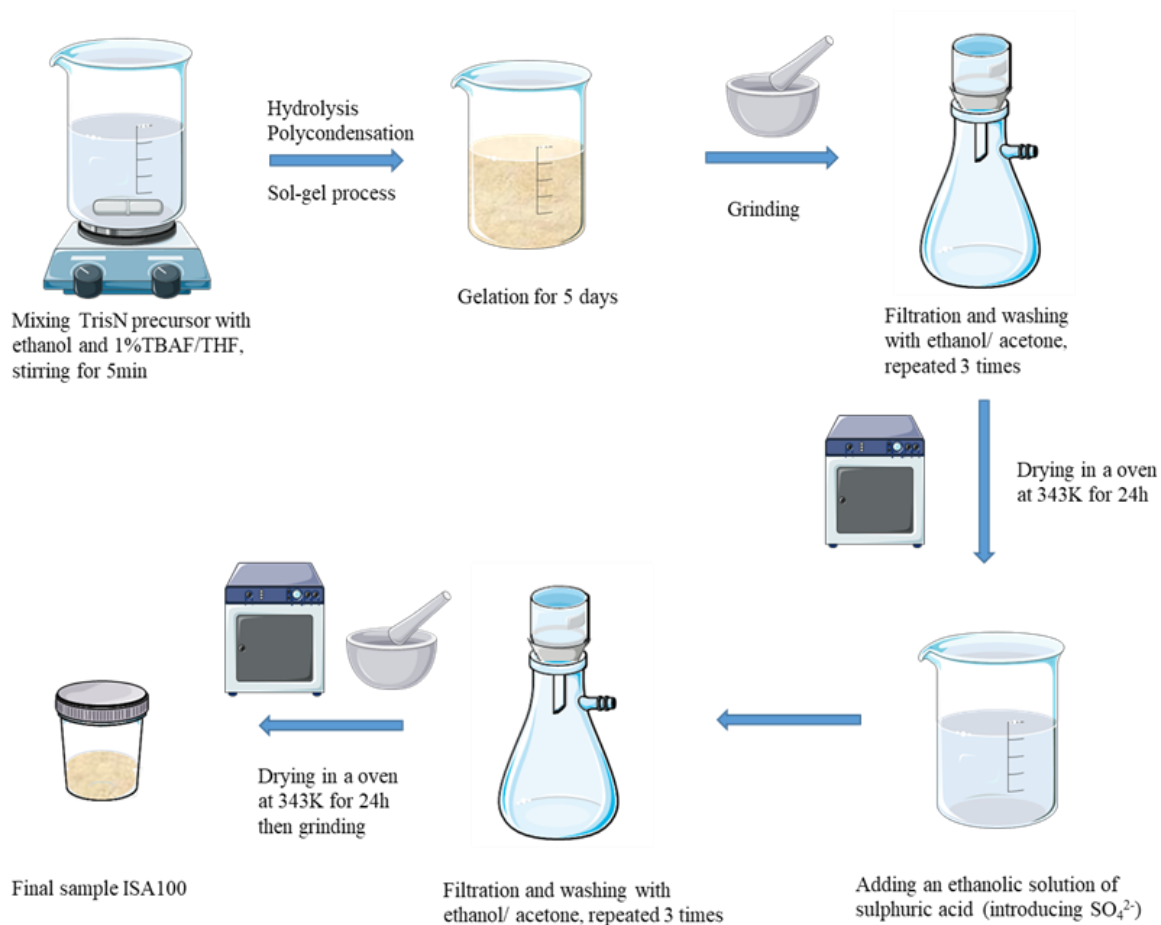 Hydrolysis
Polycondensation
Sol-gel process
Grinding
Mixing TrisN precursor with
ethanol and 1%TBAF/THF,
stirring for 5min
Gelation for 5 days
Filtration and washing
with ethanol/ acetone,
repeated 3 times
Drying in a oven
at 343K for 24h
Adding an ethanolic solution of
sulphuric acid (introducing SO₄²⁻)
Filtration and washing with
ethanol/ acetone, repeated 3 times
Drying in a oven
at 343K for 24h
then grinding
Final sample ISA100